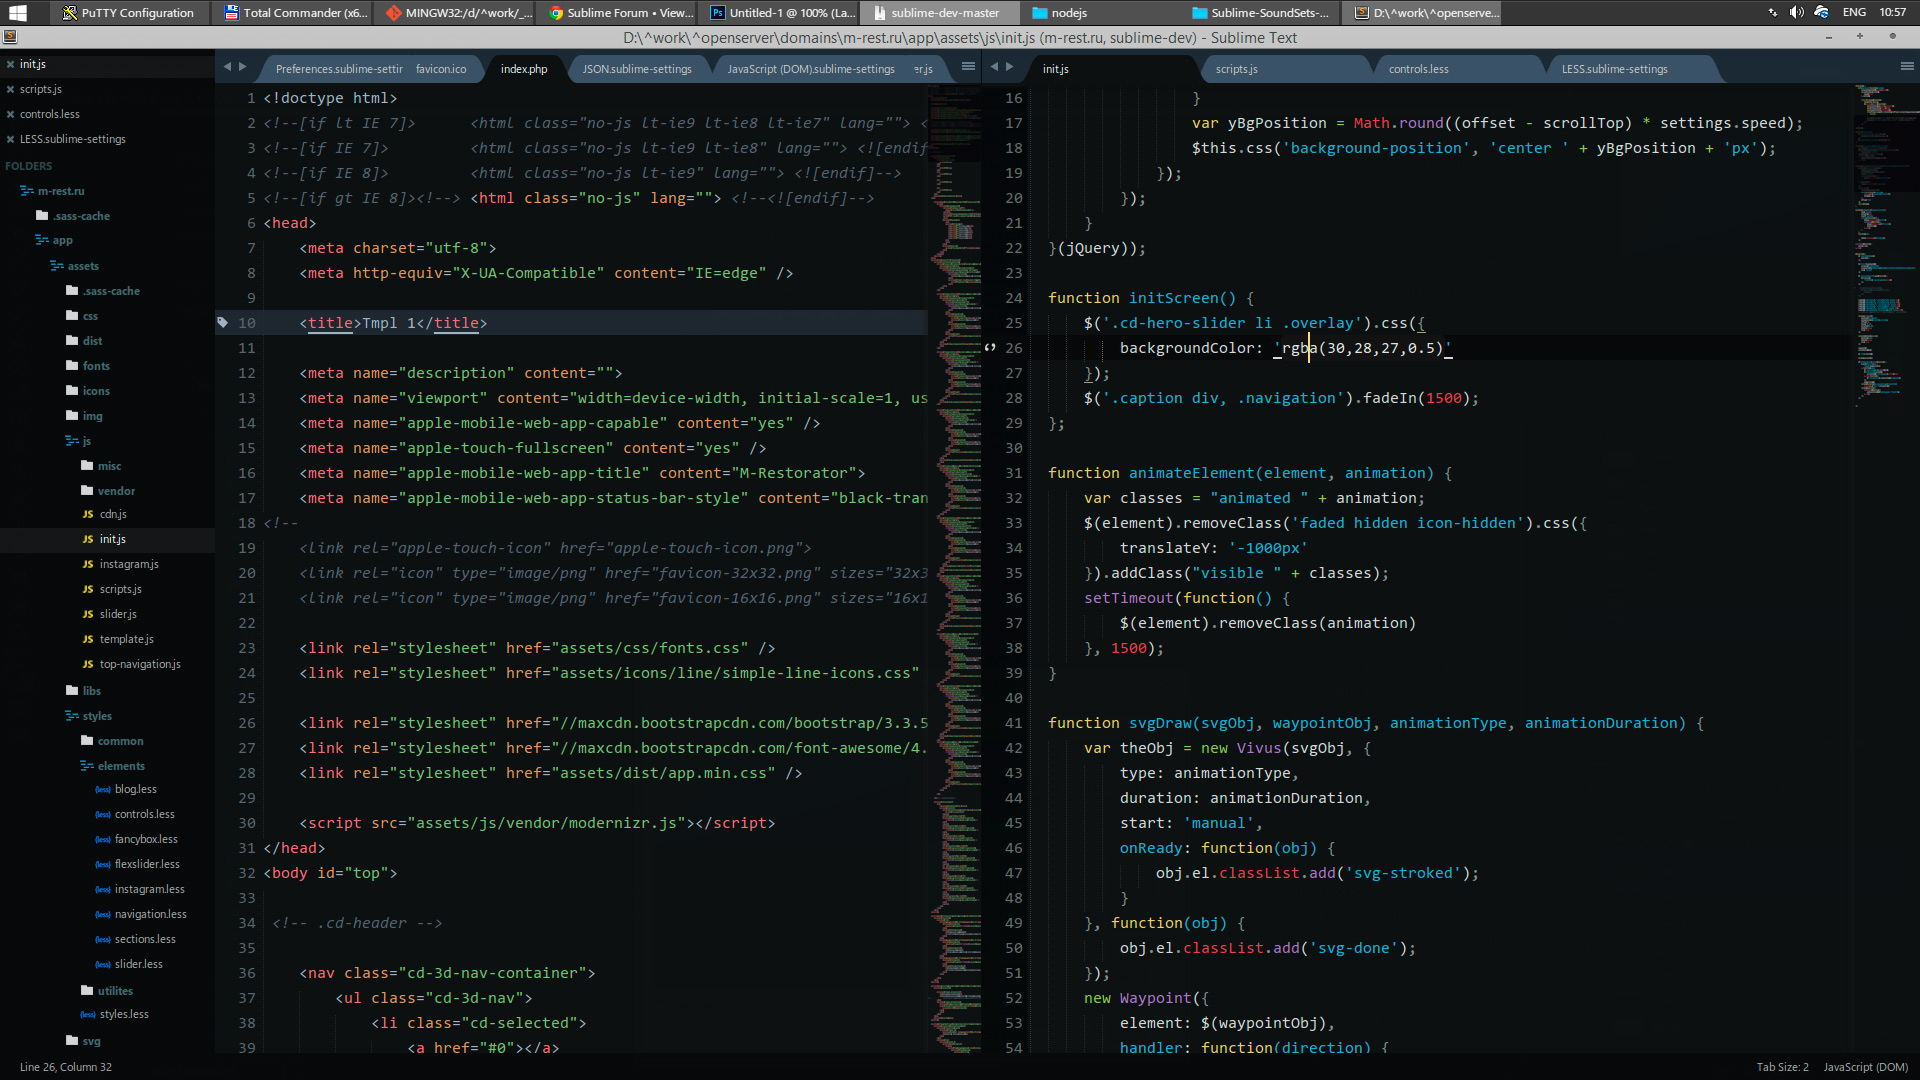 PuTTY Configuration
Total Commander (x6...
MINGW32:/d/^work/_...
Sublime Forum • View...
Untitled-1 @ 100% (La...
sublime-dev-master
nodejs
Sublime-SoundSets-...
D:\^work\^openserve...
ENG
10:57
D:\^work\^openserver\domains\m-rest.ru\app\assets\js\init.js (m-rest.ru, sublime-dev) - Sublime Text
init.js
scripts.js
controls.less
LESS.sublime-settings
FOLDERS
m-rest.ru
.sass-cache
app
assets
.sass-cache
css
dist
fonts
icons
img
js
misc
vendor
JS cdn.js
JS init.js
JS instagram.js
JS scripts.js
JS slider.js
JS template.js
JS top-navigation.js
libs
styles
common
elements
{less} blog.less
{less} controls.less
{less} fancybox.less
{less} flexslider.less
{less} instagram.less
{less} navigation.less
{less} sections.less
{less} slider.less
utilites
{less} styles.less
svg
Preferences.sublime-settir
favicon.ico
index.php
JSON.sublime-settings
JavaScript (DOM).sublime-settings
er.js
1 <!doctype html>
2 <!--[if lt IE 7]>      <html class="no-js lt-ie9 lt-ie8 lt-ie7" lang=""> <
3 <!--[if IE 7]>         <html class="no-js lt-ie9 lt-ie8" lang=""> <![endif
4 <!--[if IE 8]>         <html class="no-js lt-ie9" lang=""> <![endif]-->
5 <!--[if gt IE 8]><!--> <html class="no-js" lang=""> <!--<![endif]-->
6 <head>
7     <meta charset="utf-8">
8     <meta http-equiv="X-UA-Compatible" content="IE=edge" />
9
10     <title>Tmpl 1</title>
11
12     <meta name="description" content="">
13     <meta name="viewport" content="width=device-width, initial-scale=1, us
14     <meta name="apple-mobile-web-app-capable" content="yes" />
15     <meta name="apple-touch-fullscreen" content="yes" />
16     <meta name="apple-mobile-web-app-title" content="M-Restorator">
17     <meta name="apple-mobile-web-app-status-bar-style" content="black-tran
18 <!--
19     <link rel="apple-touch-icon" href="apple-touch-icon.png">
20     <link rel="icon" type="image/png" href="favicon-32x32.png" sizes="32x3
21     <link rel="icon" type="image/png" href="favicon-16x16.png" sizes="16x1
22
23     <link rel="stylesheet" href="assets/css/fonts.css" />
24     <link rel="stylesheet" href="assets/icons/line/simple-line-icons.css"
25
26     <link rel="stylesheet" href="//maxcdn.bootstrapcdn.com/bootstrap/3.3.5
27     <link rel="stylesheet" href="//maxcdn.bootstrapcdn.com/font-awesome/4.
28     <link rel="stylesheet" href="assets/dist/app.min.css" />
29
30     <script src="assets/js/vendor/modernizr.js"></script>
31 </head>
32 <body id="top">
33
34  <!-- .cd-header -->
35
36     <nav class="cd-3d-nav-container">
37         <ul class="cd-3d-nav">
38             <li class="cd-selected">
39                 <a href="#0"></a>
init.js
scripts.js
controls.less
LESS.sublime-settings
16                 }
17                 var yBgPosition = Math.round((offset - scrollTop) * settings.speed);
18                 $this.css('background-position', 'center ' + yBgPosition + 'px');
19             });
20         });
21     }
22 }(jQuery));
23
24 function initScreen() {
25     $('.cd-hero-slider li .overlay').css({
26         backgroundColor: 'rgba(30,28,27,0.5)'
27     });
28     $('.caption div, .navigation').fadeIn(1500);
29 };
30
31 function animateElement(element, animation) {
32     var classes = "animated " + animation;
33     $(element).removeClass('faded hidden icon-hidden').css({
34         translateY: '-1000px'
35     }).addClass("visible " + classes);
36     setTimeout(function() {
37         $(element).removeClass(animation)
38     }, 1500);
39 }
40
41 function svgDraw(svgObj, waypointObj, animationType, animationDuration) {
42     var theObj = new Vivus(svgObj, {
43         type: animationType,
44         duration: animationDuration,
45         start: 'manual',
46         onReady: function(obj) {
47             obj.el.classList.add('svg-stroked');
48         }
49     }, function(obj) {
50         obj.el.classList.add('svg-done');
51     });
52     new Waypoint({
53         element: $(waypointObj),
54         handler: function(direction) {
Line 26, Column 32
Tab Size: 2
JavaScript (DOM)